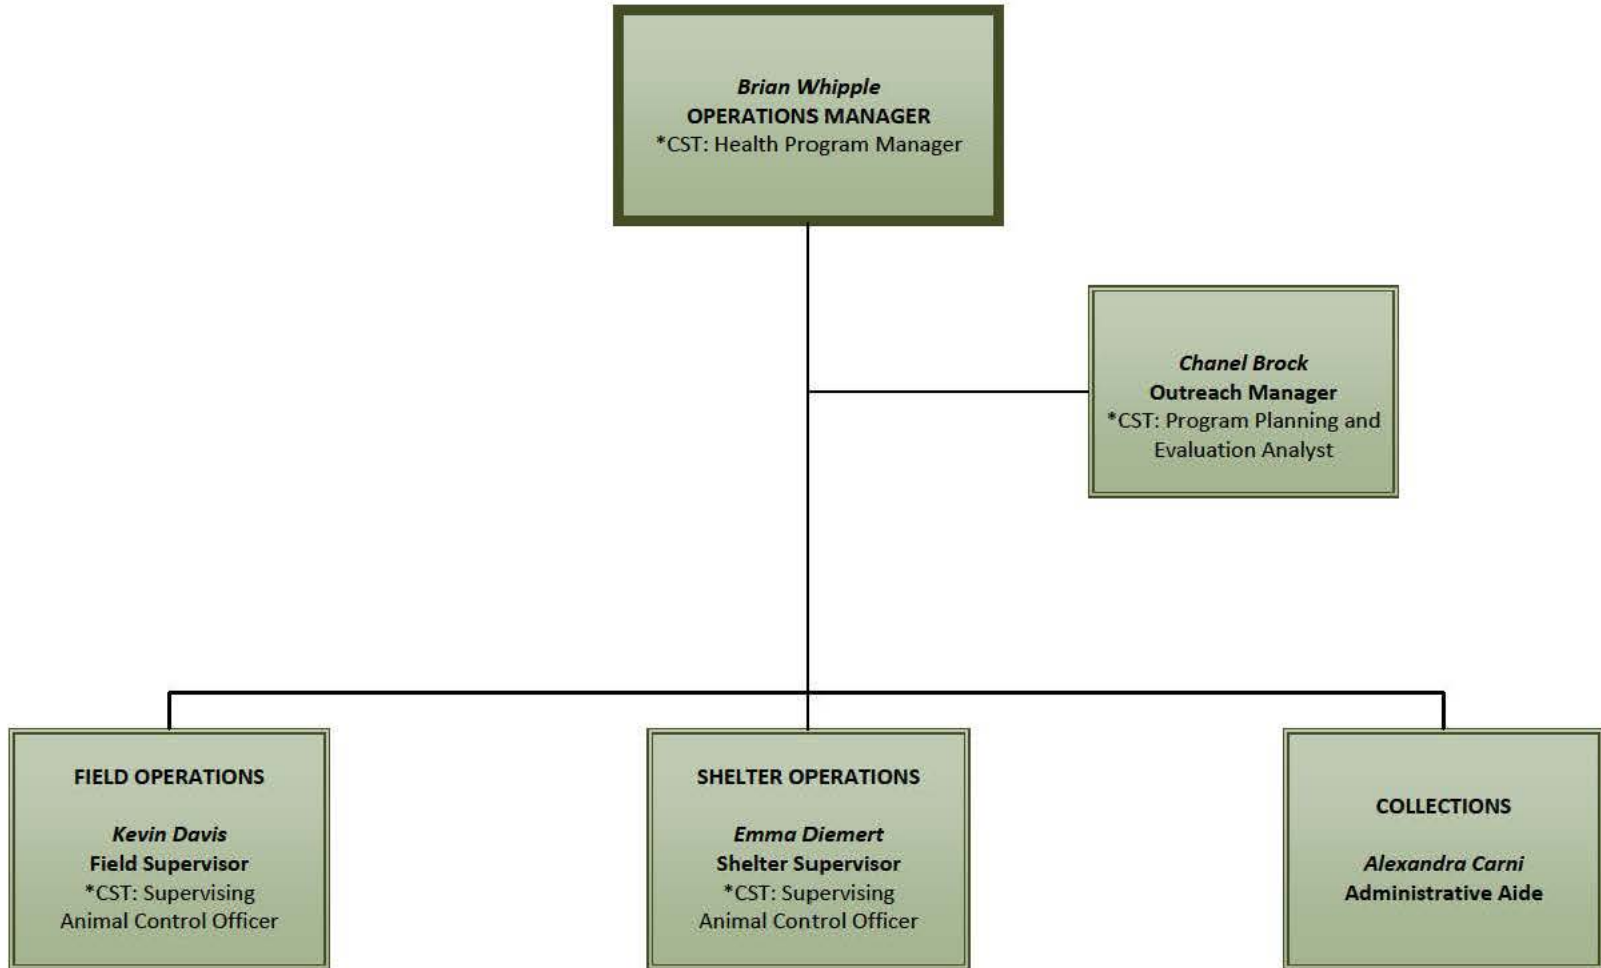 Brian Whipple
OPERATIONS MANAGER
*CST: Health Program Manager
Chanel Brock
Outreach Manager
*CST: Program Planning and
Evaluation Analyst
FIELD OPERATIONS
Kevin Davis
Field Supervisor
*CST: Supervising
Animal Control Officer
SHELTER OPERATIONS
Emma Diemert
Shelter Supervisor
*CST: Supervising
Animal Control Officer
COLLECTIONS
Alexandra Carni
Administrative Aide